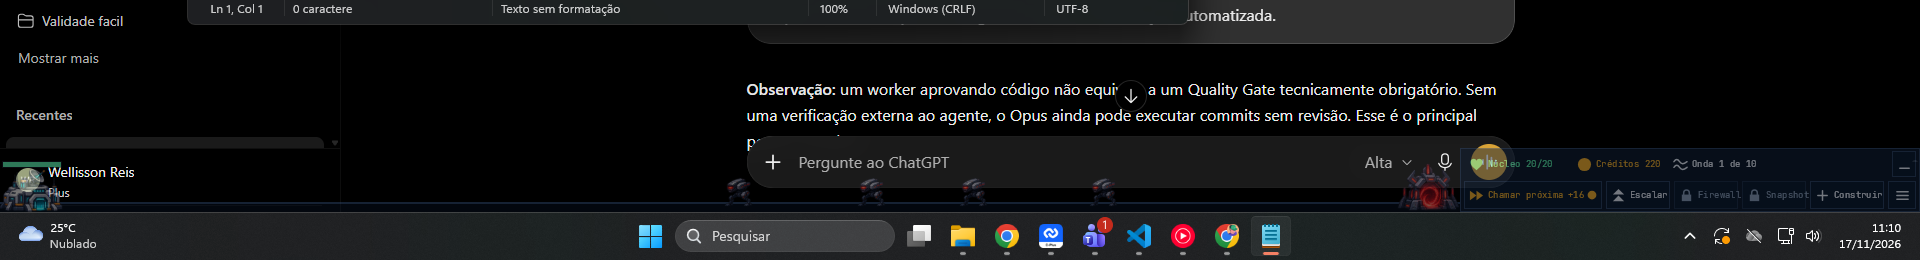 Validade facil
Mostrar mais
Recentes
Wellisson Reis
Plus
Ln 1, Col 1
0 caractere
Texto sem formatação
100%
Windows (CRLF)
UTF-8
utomatizada.
Observação: um worker aprovando código não equi a um Quality Gate tecnicamente obrigatório. Sem
uma verificação externa ao agente, o Opus ainda pode executar commits sem revisão. Esse é o principal
Pergunte ao ChatGPT
Alta
Núcleo 20/20
Créditos 220
Onda 1 de 10
Chamar próxima +16
Escalar
Firewall
Snapshot
Construir
25°C
Nublado
Pesquisar
1
11:10
17/11/2026